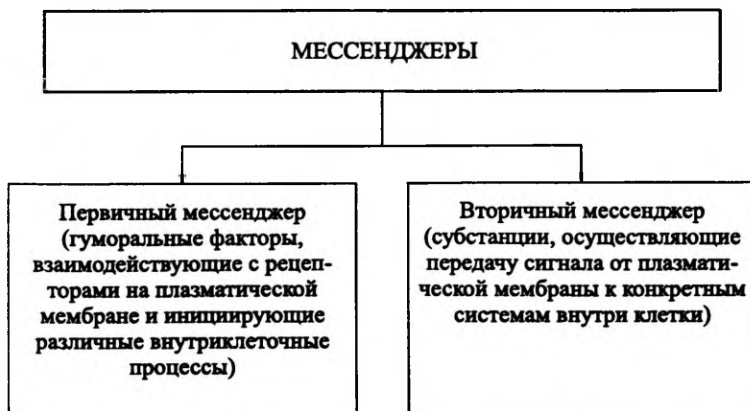 МЕССЕНДЖЕРЫ
Первичный мессенджер
(гуморальные факторы,
взаимодействующие с рецеп-
торами на плазматической
мембране и инициирующие
различные внутриклеточные
процессы)
Вторичный мессенджер
(субстанции, осуществляющие
передачу сигнала от плазмати-
ческой мембраны к конкретным
системам внутри клетки)